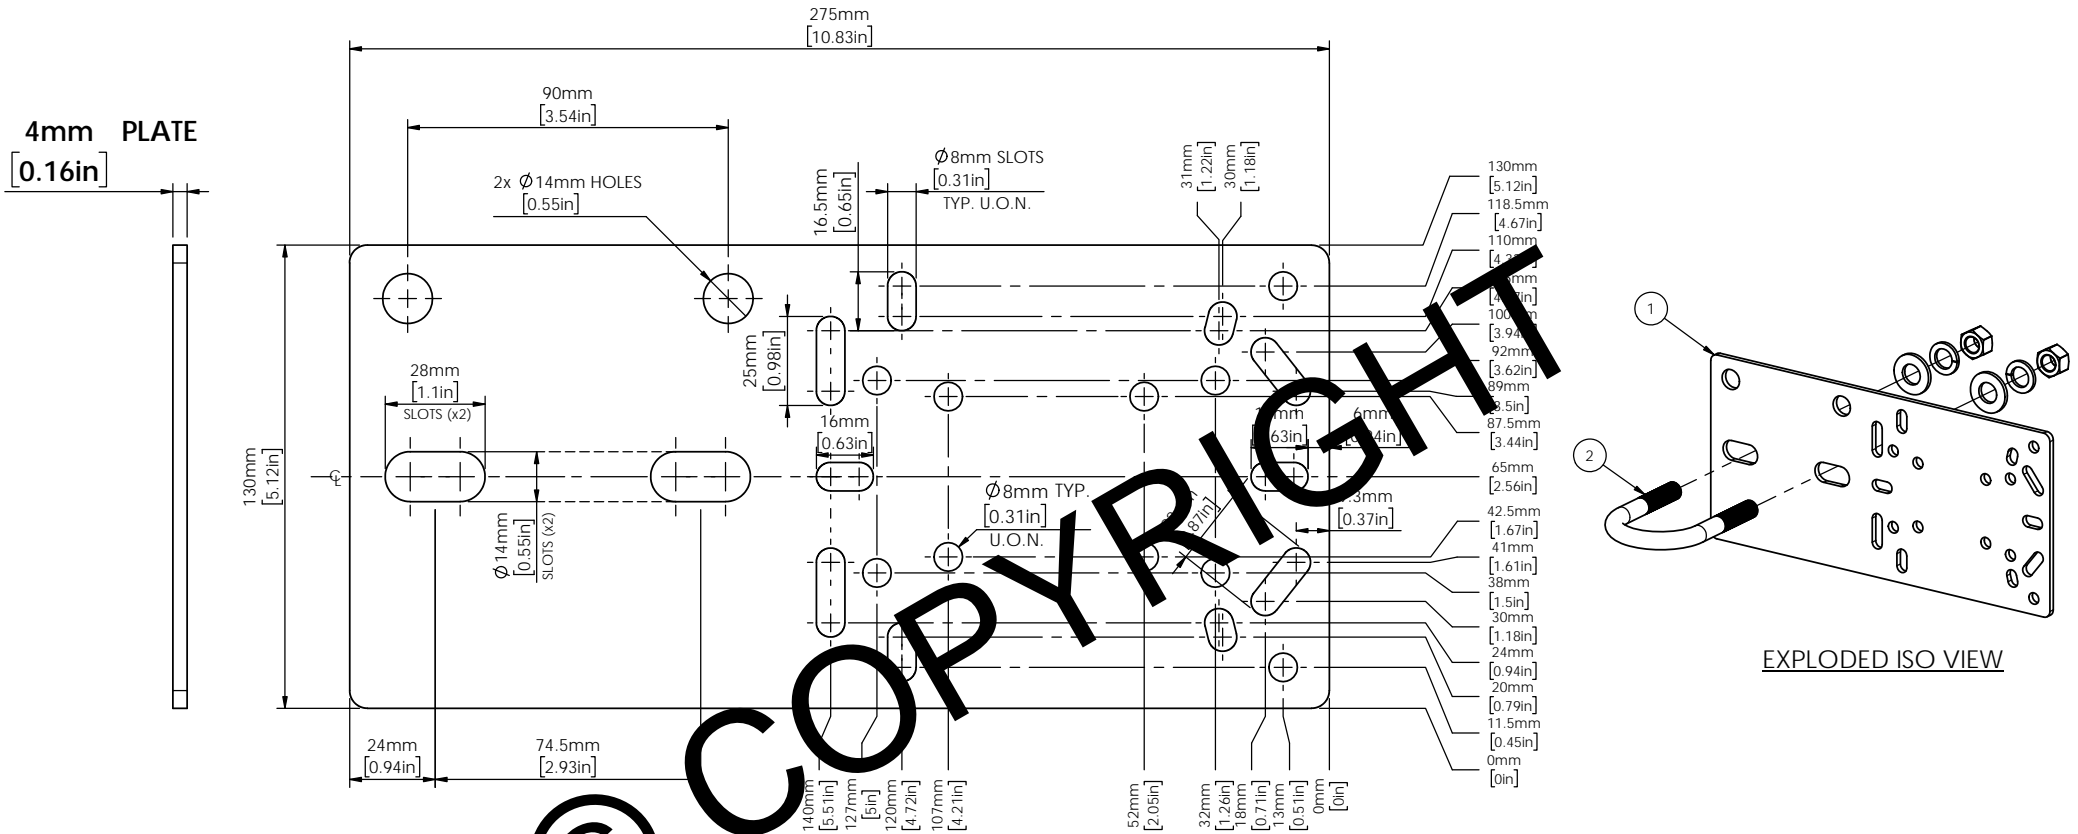 275mm
[10.83in]
90mm
[3.54in]
4mm PLATE
[0.16in]
2x Ø14mm HOLES
[0.55in]
16.5mm
[0.65in]
Ø8mm SLOTS
[0.31in]
TYP. U.O.N.
31mm
[1.22in]
30mm
[1.18in]
130mm
[5.12in]
118.5mm
[4.67in]
110mm
100
[3.94
92mm
[3.62in]
89mm
87.5mm
[3.44in]
65mm
[2.56in]
42.5mm
[1.67in]
41mm
[1.61in]
38mm
[1.5in]
30mm
[1.18in]
24mm
[0.94in]
20mm
[0.79in]
11.5mm
[0.45in]
0mm
[0in]
25mm
[0.98in]
28mm
[1.1in]
SLOTS (x2)
16mm
[0.63in]
6mm
130mm
[5.12in]
CL
Ø14mm
[0.55in]
SLOTS (x2)
Ø8mm TYP.
[0.31in]
U.O.N.
[0.37in]
24mm
[0.94in]
74.5mm
[2.93in]
140mm
[5.51in]
127mm
[5in]
120mm
[4.72in]
107mm
[4.21in]
52mm
[2.05in]
32mm
[1.26in]
18mm
[0.71in]
13mm
[0.51in]
0mm
[0in]
1
2
EXPLODED ISO VIEW
© COPYRIGHT